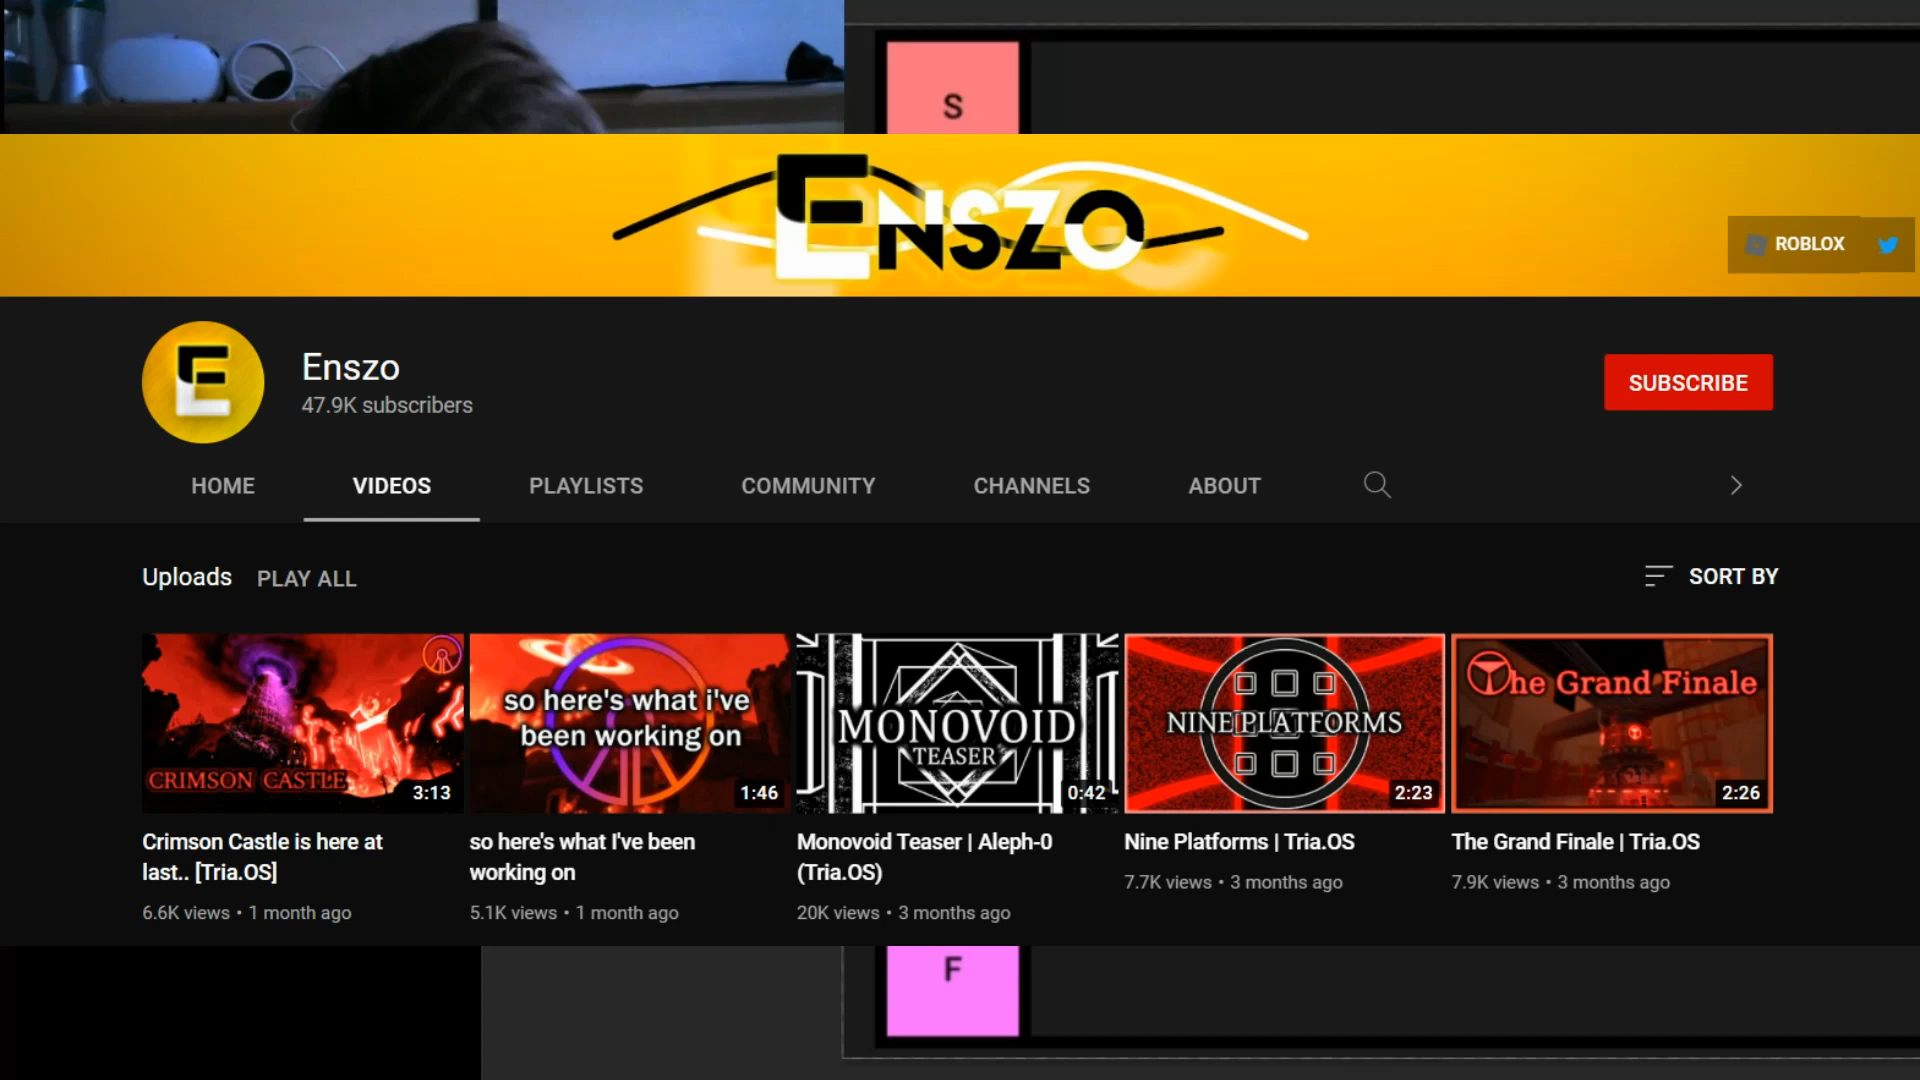 S
ENSZO
ROBLOX
E
Enszo
47.9K subscribers
SUBSCRIBE
HOME
VIDEOS
PLAYLISTS
COMMUNITY
CHANNELS
ABOUT
Uploads
PLAY ALL
SORT BY
CRIMSON CASTLE
3:13
so here's what i've
been working on
1:46
MONOVOID
TEASER
0:42
NINE PLATFORMS
2:23
The Grand Finale
2:26
Crimson Castle is here at
last.. [Tria.OS]
6.6K views • 1 month ago
so here's what I've been
working on
5.1K views • 1 month ago
Monovoid Teaser | Aleph-0
(Tria.OS)
20K views • 3 months ago
Nine Platforms | Tria.OS
7.7K views • 3 months ago
The Grand Finale | Tria.OS
7.9K views • 3 months ago
F